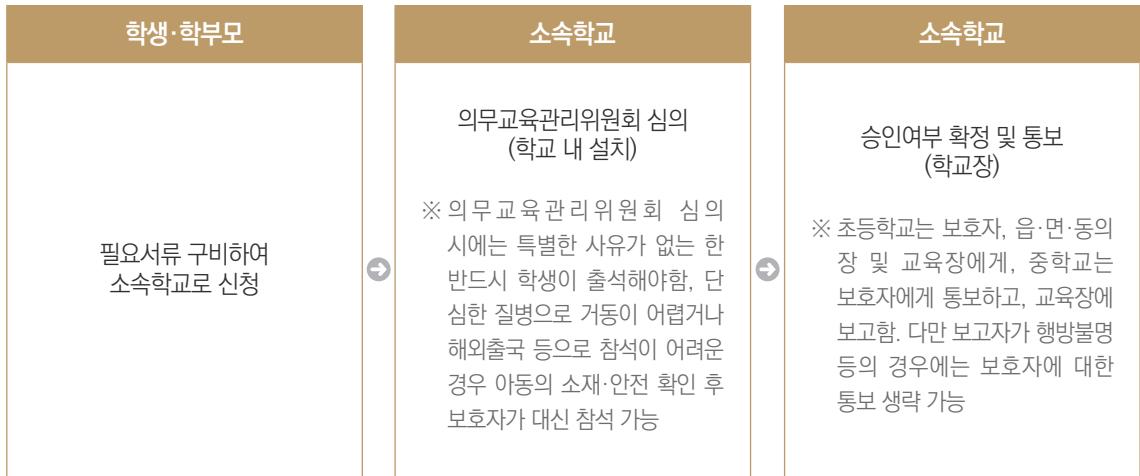 학생·학부모
필요서류 구비하여
소속학교로 신청
소속학교
의무교육관리위원회 심의
(학교 내 설치)
※ 의무교육관리위원회 심의
시에는 특별한 사유가 없는 한
반드시 학생이 출석해야함, 단
심한 질병으로 거동이 어렵거나
해외출국 등으로 참석이 어려운
경우 아동의 소재·안전 확인 후
보호자가 대신 참석 가능
소속학교
승인여부 확정 및 통보
(학교장)
※ 초등학교는 보호자, 읍·면·동의
장 및 교육장에게, 중학교는
보호자에게 통보하고, 교육장에
보고함. 다만 보고자가 행방불명
등의 경우에는 보호자에 대한
통보 생략 가능